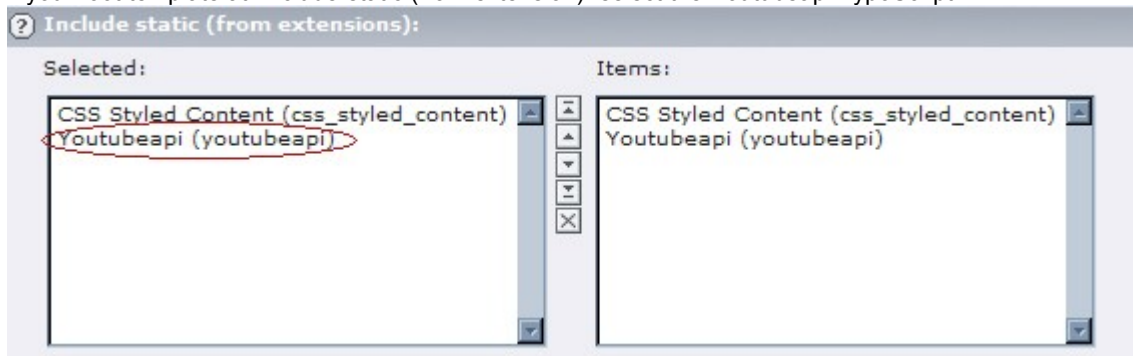 Include static (from extensions):
Selected:
Items:
CSS Styled Content (css_styled_content)
Youtubeapi (youtubeapi)
CSS Styled Content (css_styled_content)
Youtubeapi (youtubeapi)